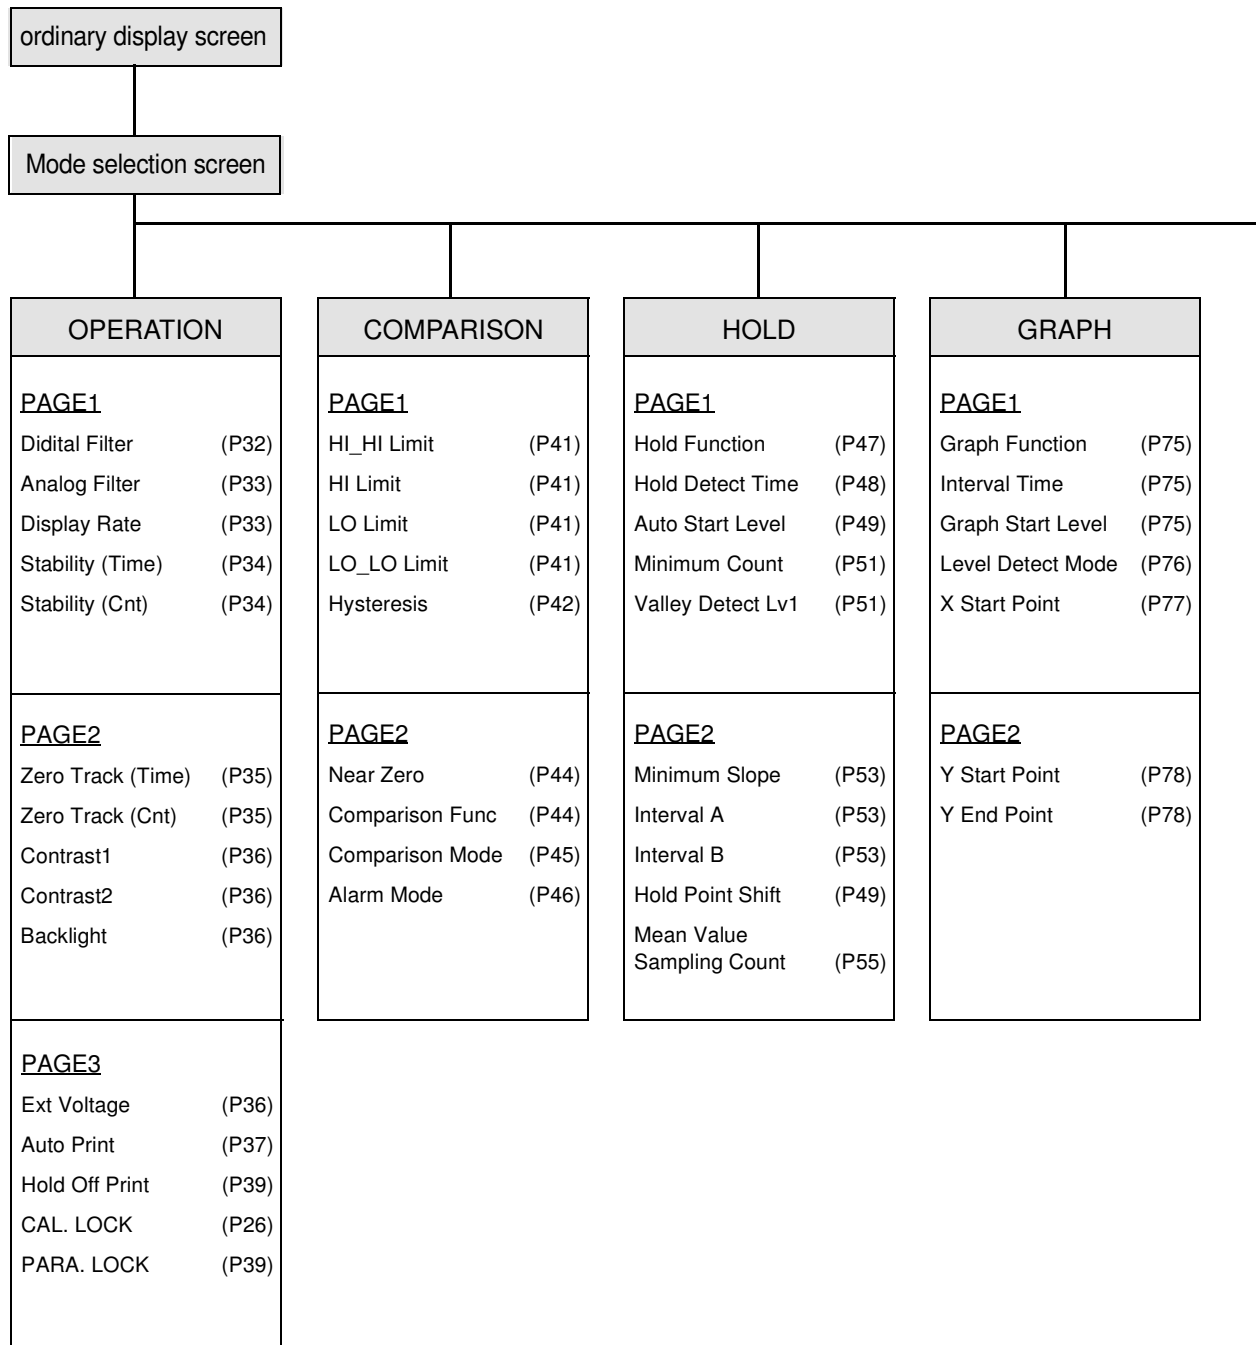 ordinary display screen
Mode selection screen
OPERATION
PAGE1
Didital Filter (P32)
Analog Filter (P33)
Display Rate (P33)
Stability (Time) (P34)
Stability (Cnt) (P34)
PAGE2
Zero Track (Time) (P35)
Zero Track (Cnt) (P35)
Contrast1 (P36)
Contrast2 (P36)
Backlight (P36)
PAGE3
Ext Voltage (P36)
Auto Print (P37)
Hold Off Print (P39)
CAL. LOCK (P26)
PARA. LOCK (P39)
COMPARISON
PAGE1
HI_HI Limit (P41)
HI Limit (P41)
LO Limit (P41)
LO_LO Limit (P41)
Hysteresis (P42)
PAGE2
Near Zero (P44)
Comparison Func (P44)
Comparison Mode (P45)
Alarm Mode (P46)
HOLD
PAGE1
Hold Function (P47)
Hold Detect Time (P48)
Auto Start Level (P49)
Minimum Count (P51)
Valley Detect Lv1 (P51)
PAGE2
Minimum Slope (P53)
Interval A (P53)
Interval B (P53)
Hold Point Shift (P49)
Mean Value
Sampling Count (P55)
GRAPH
PAGE1
Graph Function (P75)
Interval Time (P75)
Graph Start Level (P75)
Level Detect Mode (P76)
X Start Point (P77)
PAGE2
Y Start Point (P78)
Y End Point (P78)